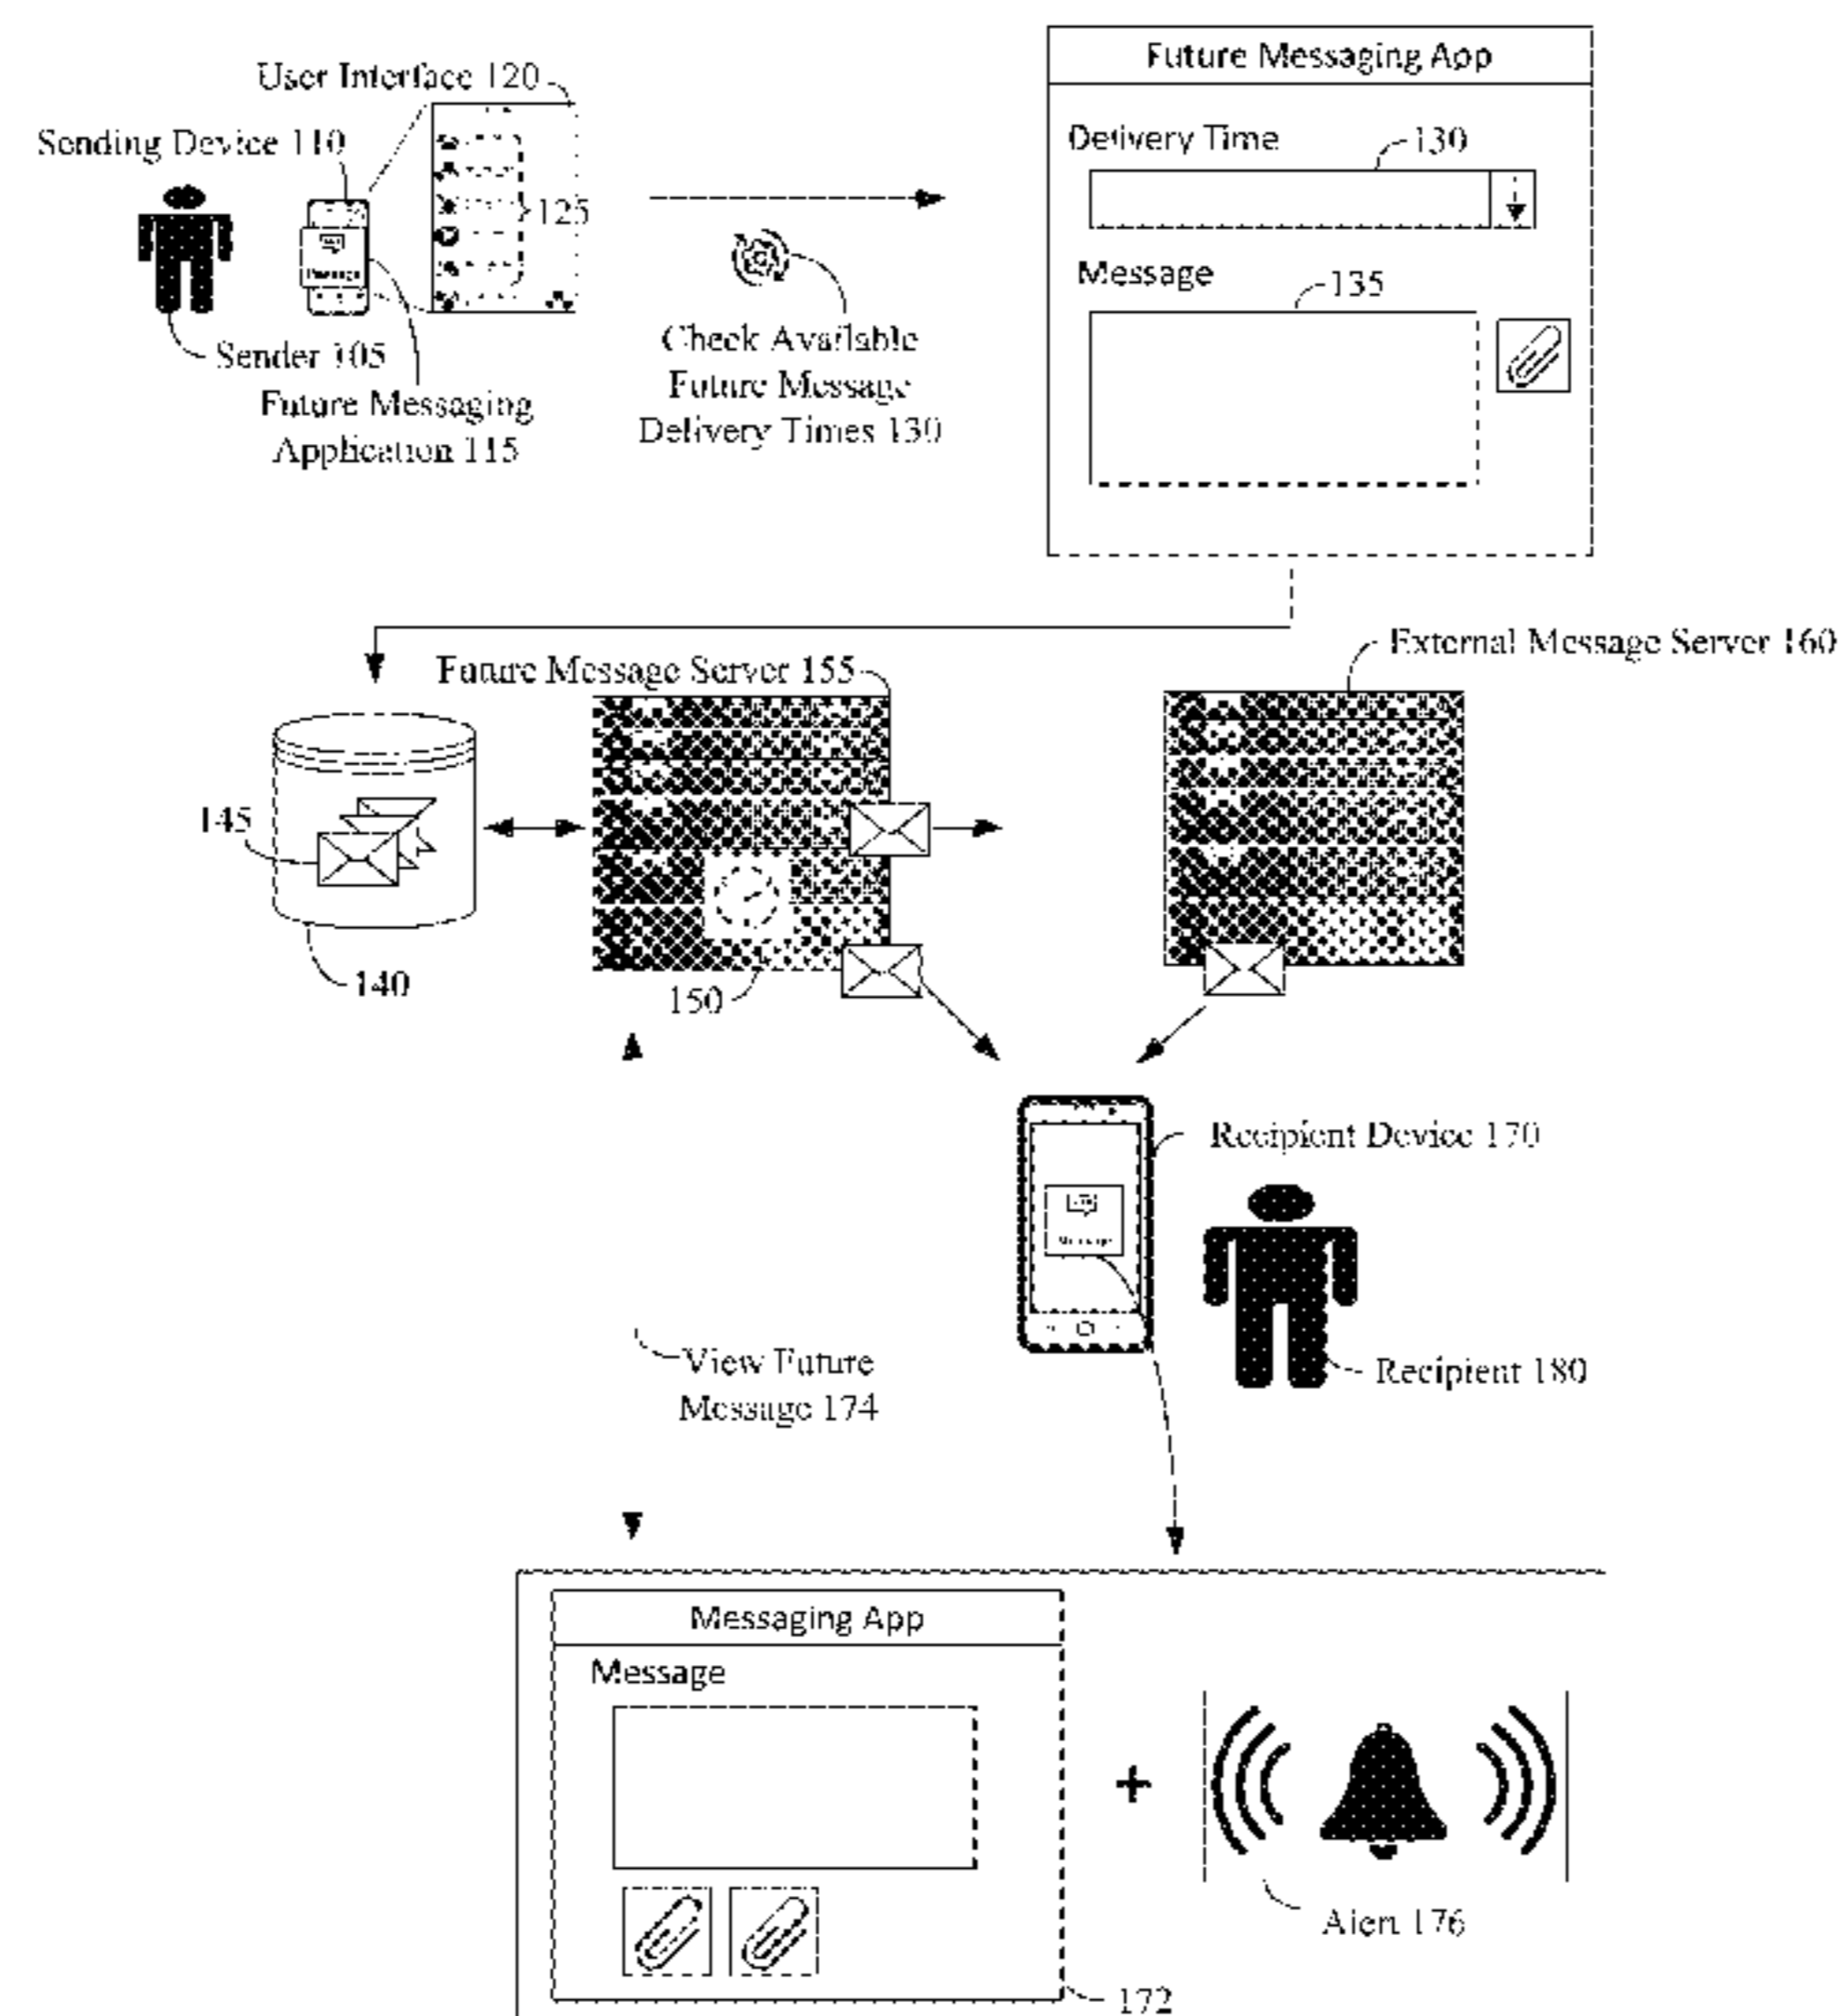 User Interface 120
Sending Device 110
125
Sender 105
Future Messaging
Application 115
Check Available
Future Message
Delivery Times 130
Future Messaging App
Delivery Time
130
Message
135
Future Message Server 155
External Message Server 160
145
140
150
Recipient Device 170
Message
Recipient 180
View Future
Message 174
Messaging App
Message
Alert 176
172